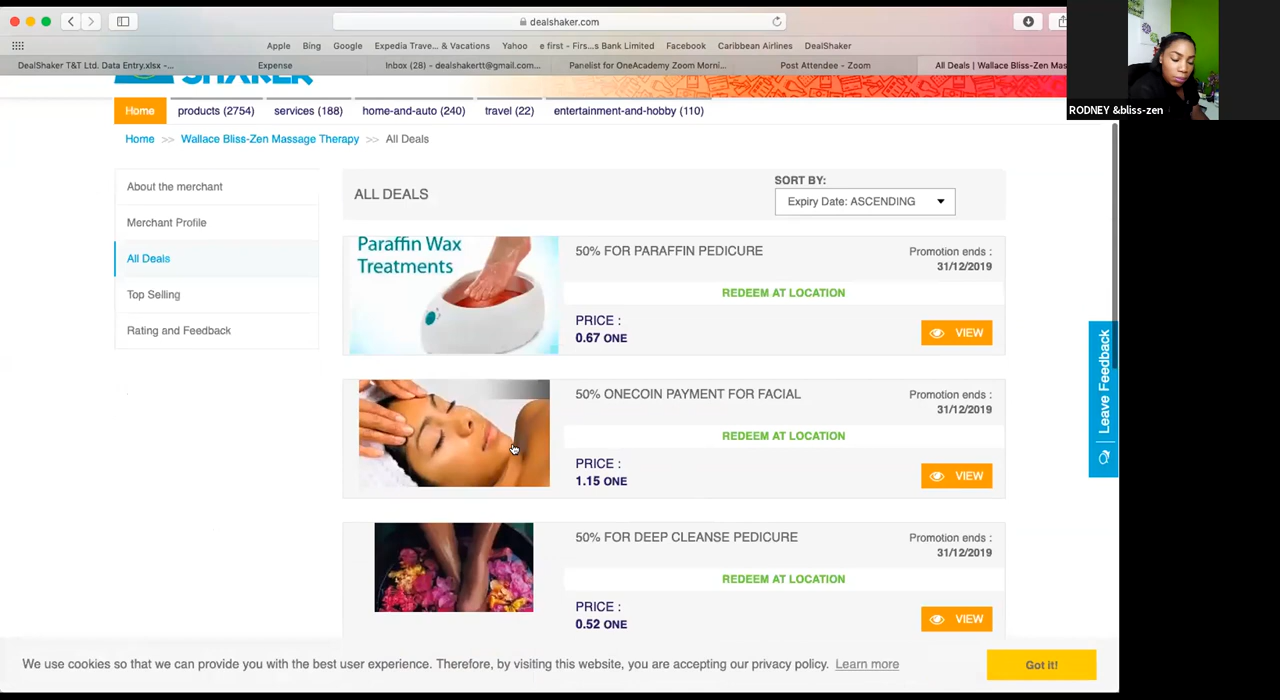 dealshaker.com
Apple Bing Google Expedia Trave... & Vacations Yahoo e first - Firs...s Bank Limited Facebook Caribbean Airlines DealShaker
DealShaker T&T Ltd. Data Entry.xlsx -... Expense Inbox (28) - dealshakertt@gmail.com... Panelist for OneAcademy Zoom Morni... Post Attendee - Zoom All Deals | Wallace Bliss-Zen Mas
RODNEY &bliss-zen
SHAKER
Home products (2754) services (188) home-and-auto (240) travel (22) entertainment-and-hobby (110)
Home >> Wallace Bliss-Zen Massage Therapy >> All Deals
About the merchant
Merchant Profile
All Deals
Top Selling
Rating and Feedback
ALL DEALS
SORT BY:
Expiry Date: ASCENDING
Paraffin Wax
Treatments
50% FOR PARAFFIN PEDICURE
Promotion ends :
31/12/2019
REDEEM AT LOCATION
PRICE :
0.67 ONE
VIEW
50% ONECOIN PAYMENT FOR FACIAL
Promotion ends :
31/12/2019
REDEEM AT LOCATION
PRICE :
1.15 ONE
VIEW
50% FOR DEEP CLEANSE PEDICURE
Promotion ends :
31/12/2019
REDEEM AT LOCATION
PRICE :
0.52 ONE
VIEW
Leave Feedback
We use cookies so that we can provide you with the best user experience. Therefore, by visiting this website, you are accepting our privacy policy. Learn more
Got it!